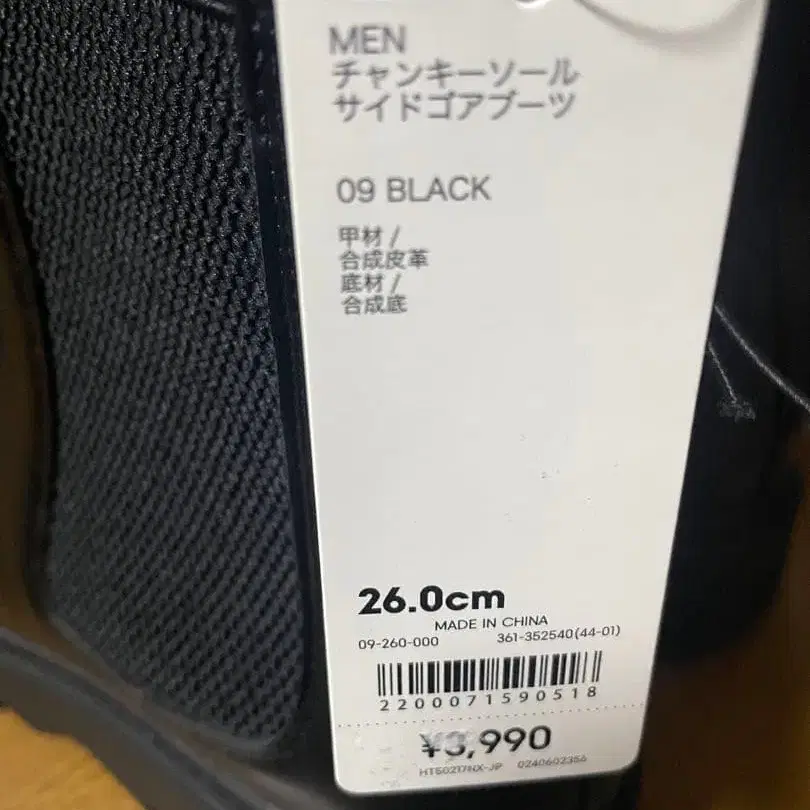 MEN
チャンキーソール
サイドゴアブーツ
09 BLACK
甲材 /
合成皮革
底材 /
合成底
26.0cm
MADE IN CHINA
09-260-000 361-352540(44-01)
2200071590518
¥3,990
0240602356